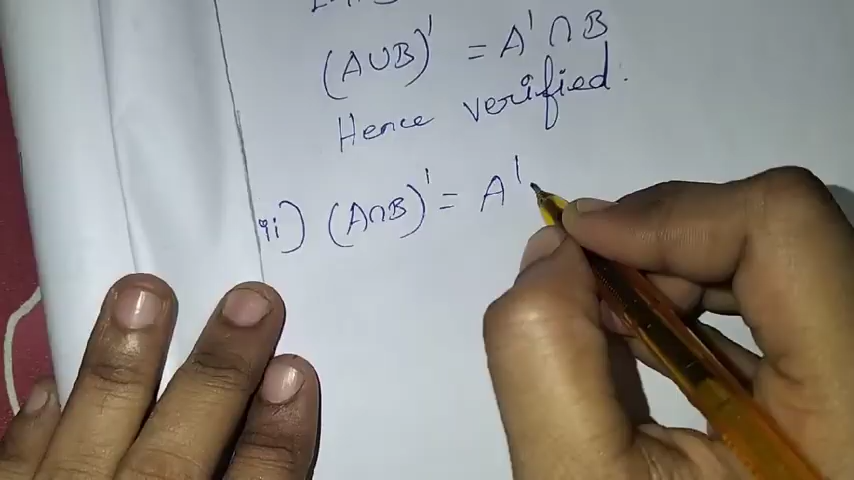 (A∪B)' = A' ∩ B
Hence verified.
ii) (A∩B)' = A'